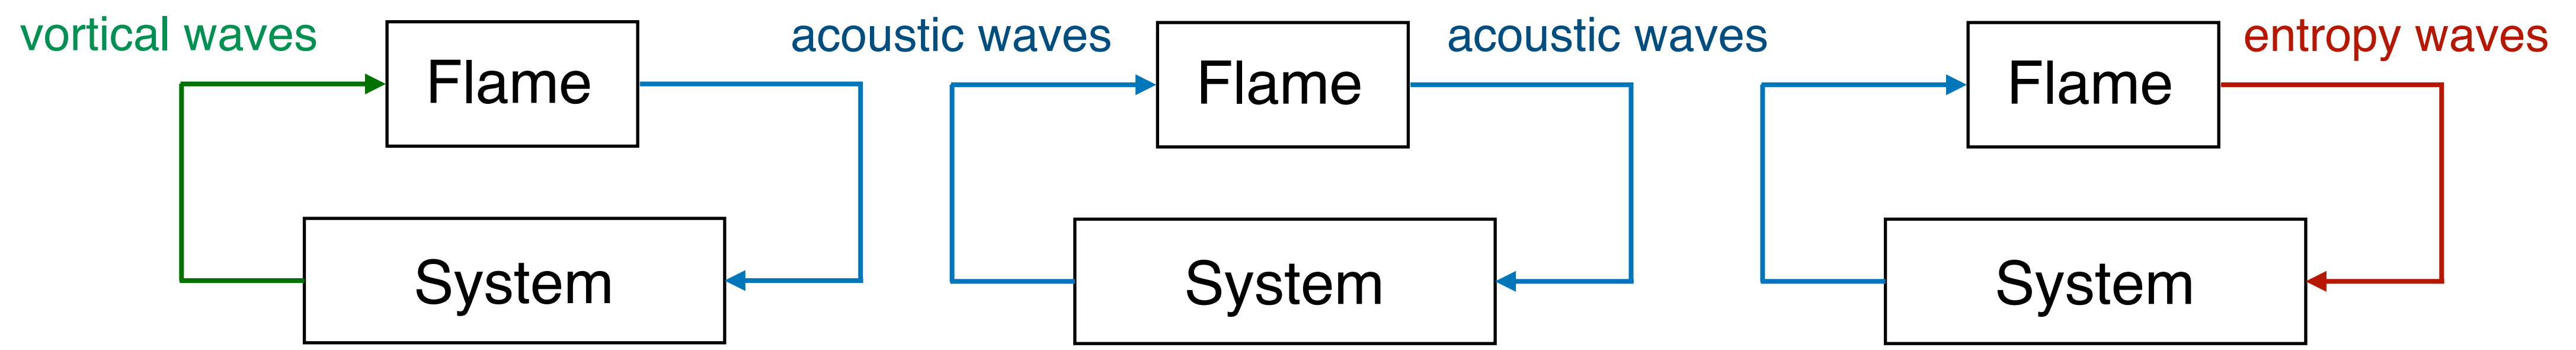 vortical waves
Flame
System
acoustic waves
Flame
System
acoustic waves
Flame
System
entropy waves